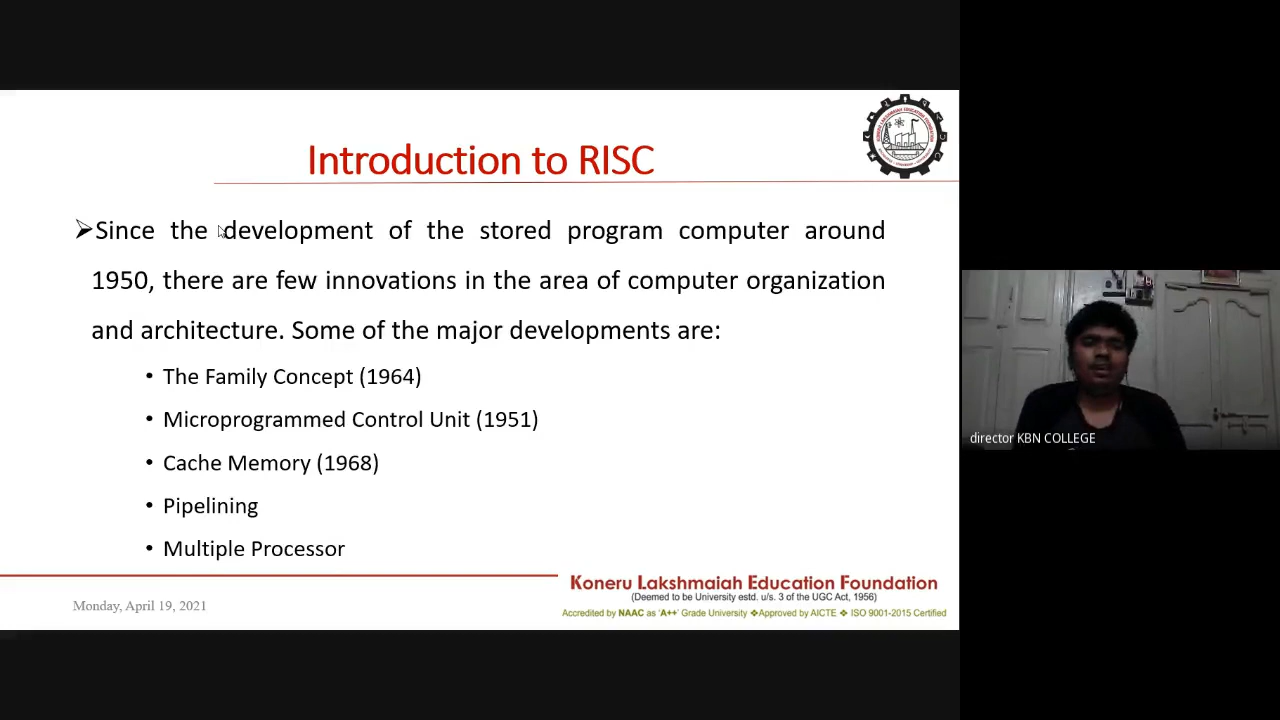 Introduction to RISC
➢Since the development of the stored program computer around
1950, there are few innovations in the area of computer organization
and architecture. Some of the major developments are:
• The Family Concept (1964)
• Microprogrammed Control Unit (1951)
• Cache Memory (1968)
• Pipelining
• Multiple Processor
Koneru Lakshmaiah Education Foundation
(Deemed to be University estd. u/s. 3 of the UGC Act, 1956)
Accredited by NAAC as ‘A++’ Grade University ❖Approved by AICTE ❖ ISO 9001-2015 Certified
Monday, April 19, 2021
director KBN COLLEGE